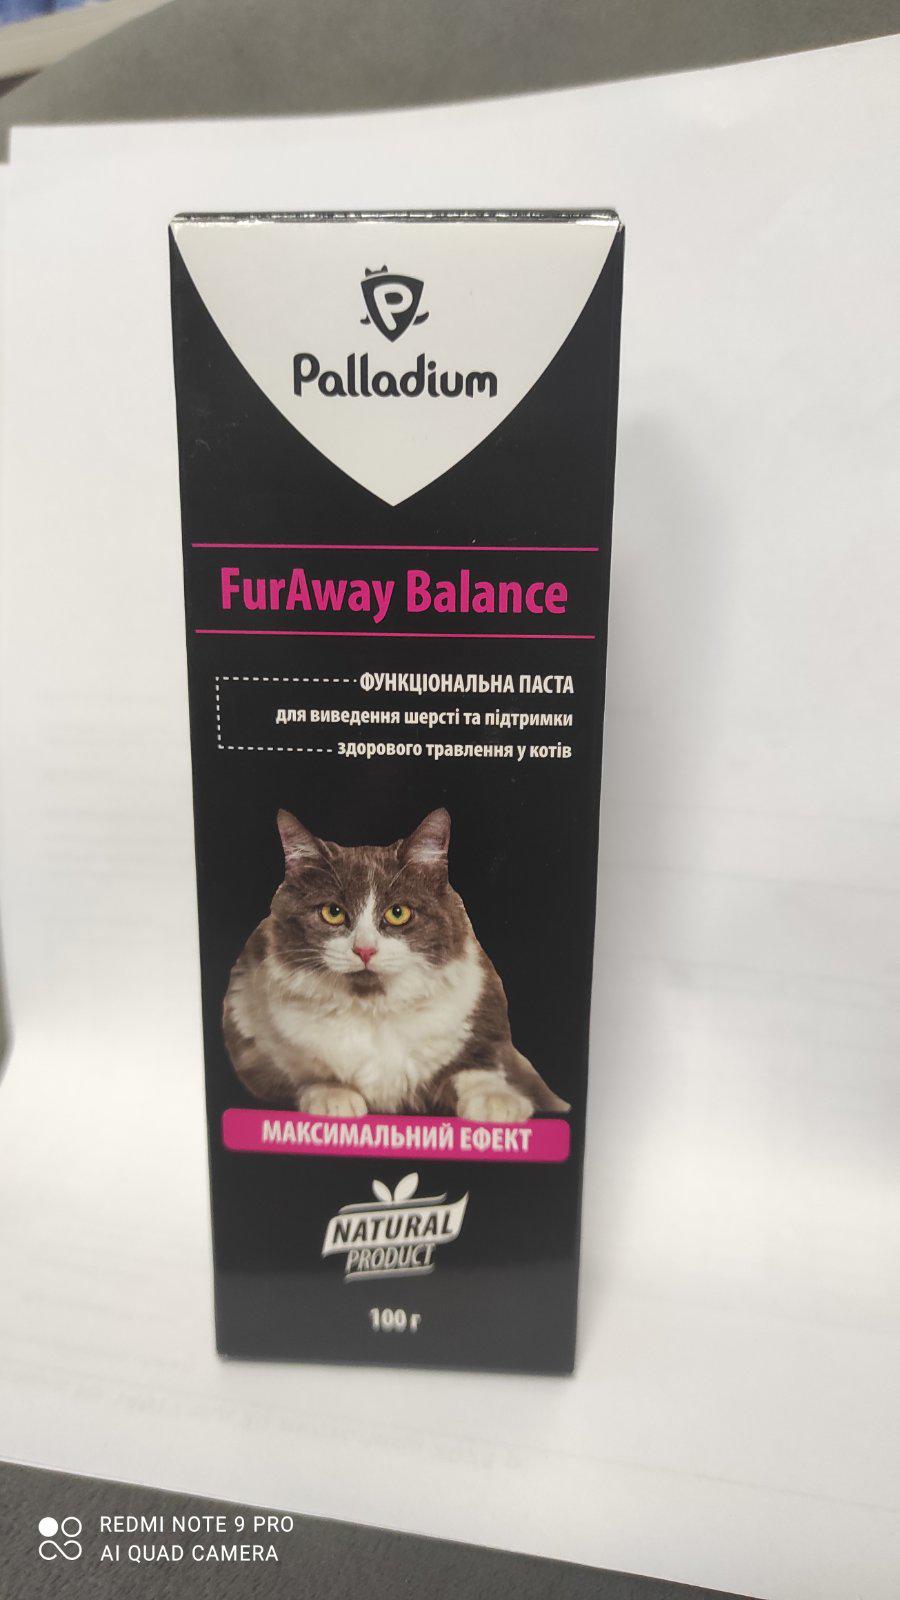 Palladium
FurAway Balance
ФУНКЦІОНАЛЬНА ПАСТА
для виведення шерсті та підтримки
здорового травлення у котів
МАКСИМАЛЬНИЙ ЕФЕКТ
NATURAL
PRODUCT
100 г
REDMI NOTE 9 PRO
AI QUAD CAMERA